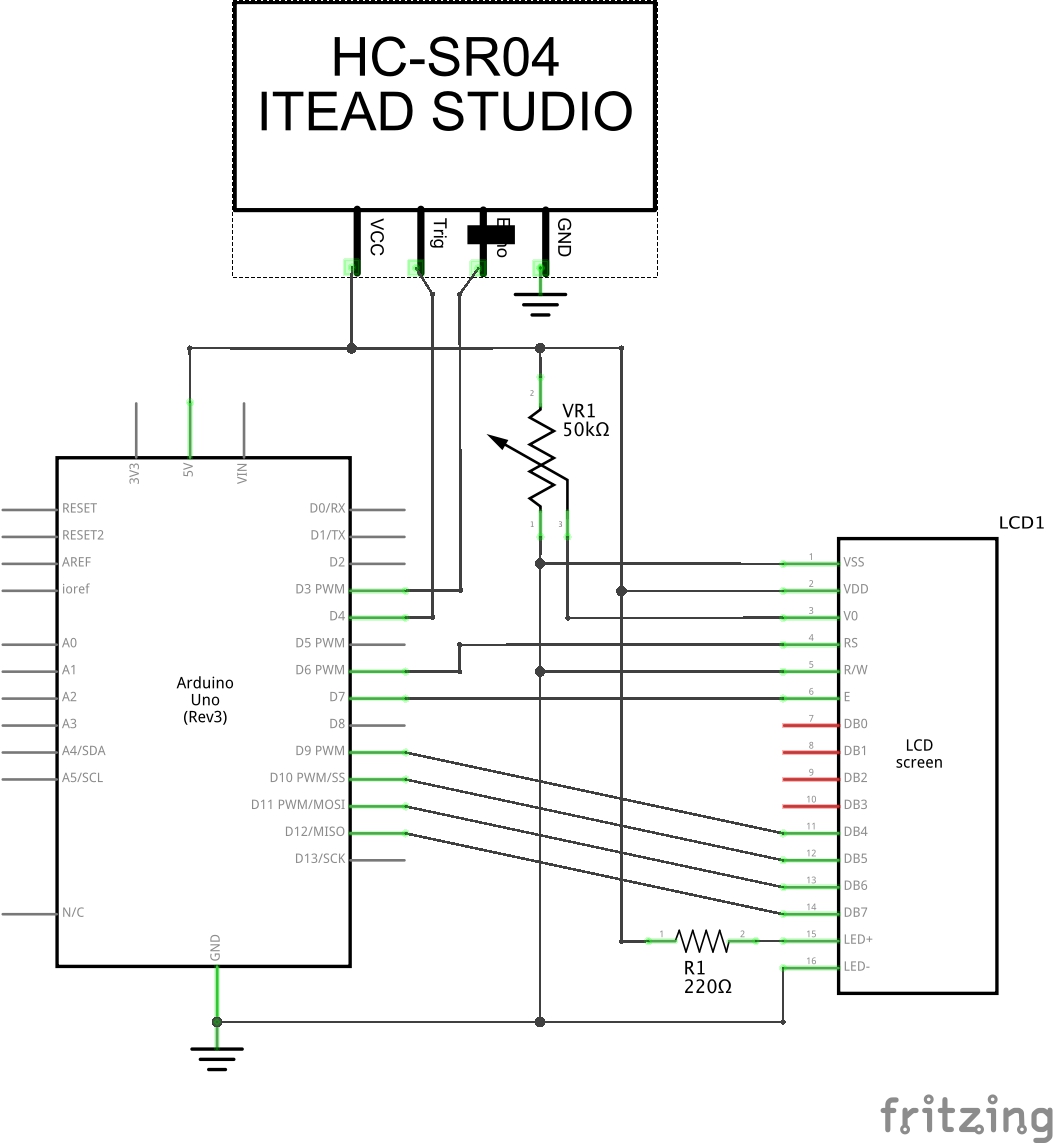 HC-SR04
ITEAD STUDIO
VCC
Trig
GND
2
VR1
50kΩ
1
3
3V3
5V
VIN
RESET
RESET2
AREF
ioref
A0
A1
A2
A3
A4/SDA
A5/SCL
N/C
Arduino
Uno
(Rev3)
D0/RX
D1/TX
D2
D3 PWM
D4
D5 PWM
D6 PWM
D7
D8
D9 PWM
D10 PWM/SS
D11 PWM/MOSI
D12/MISO
D13/SCK
GND
LCD1
1 VSS
2 VDD
3 V0
4 RS
5 R/W
6 E
7 DB0
8 DB1
9 DB2
10 DB3
11 DB4
12 DB5
13 DB6
14 DB7
15 LED+
16 LED-
LCD
screen
1
2
R1
220Ω
fritzing